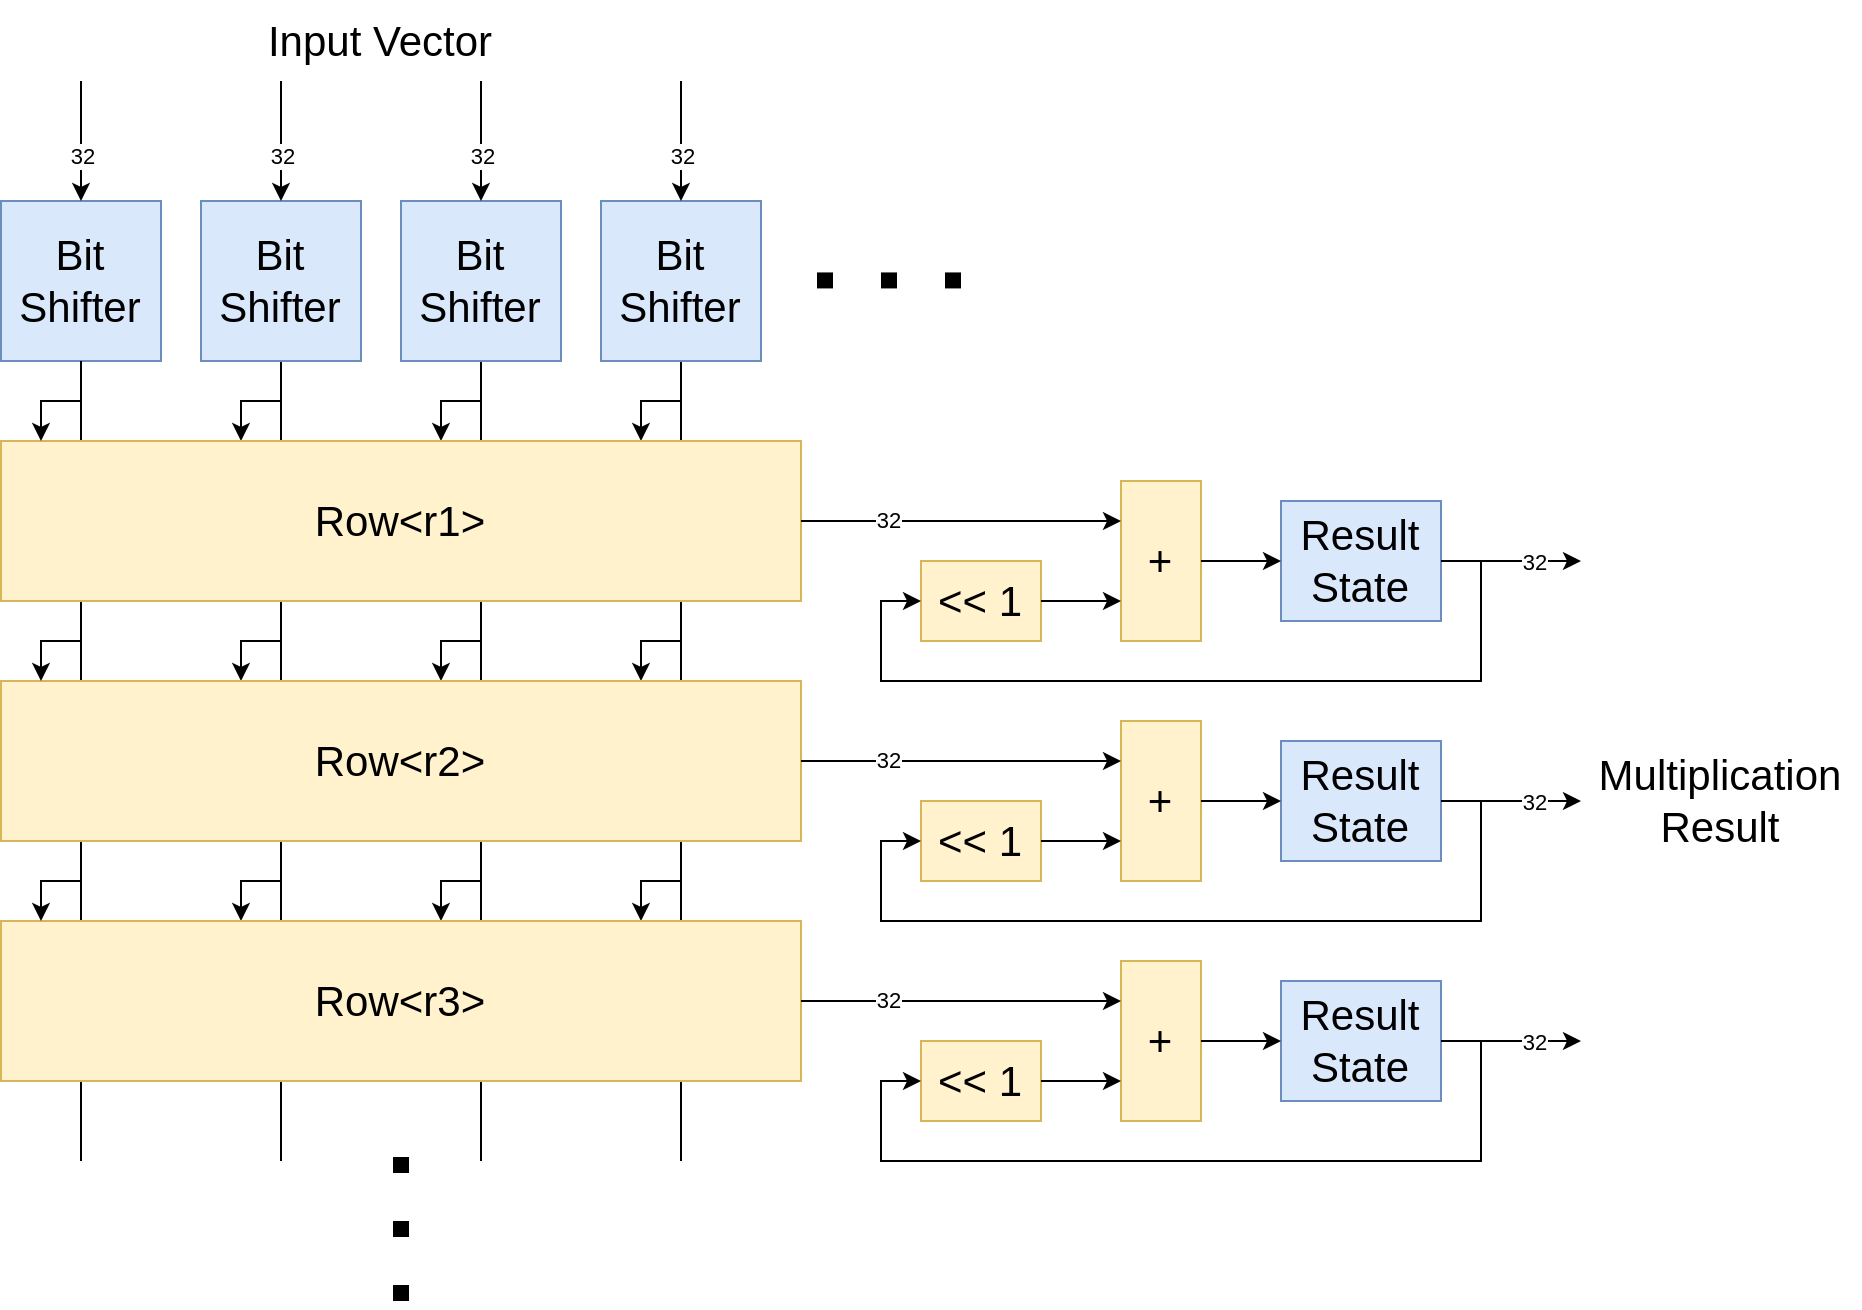 Input Vector
32
32
32
32
Bit
Shifter
Bit
Shifter
Bit
Shifter
Bit
Shifter
Row<r1>
32
+
<< 1
Result
State
32
Row<r2>
32
+
<< 1
Result
State
32
Multiplication
Result
Row<r3>
32
+
<< 1
Result
State
32